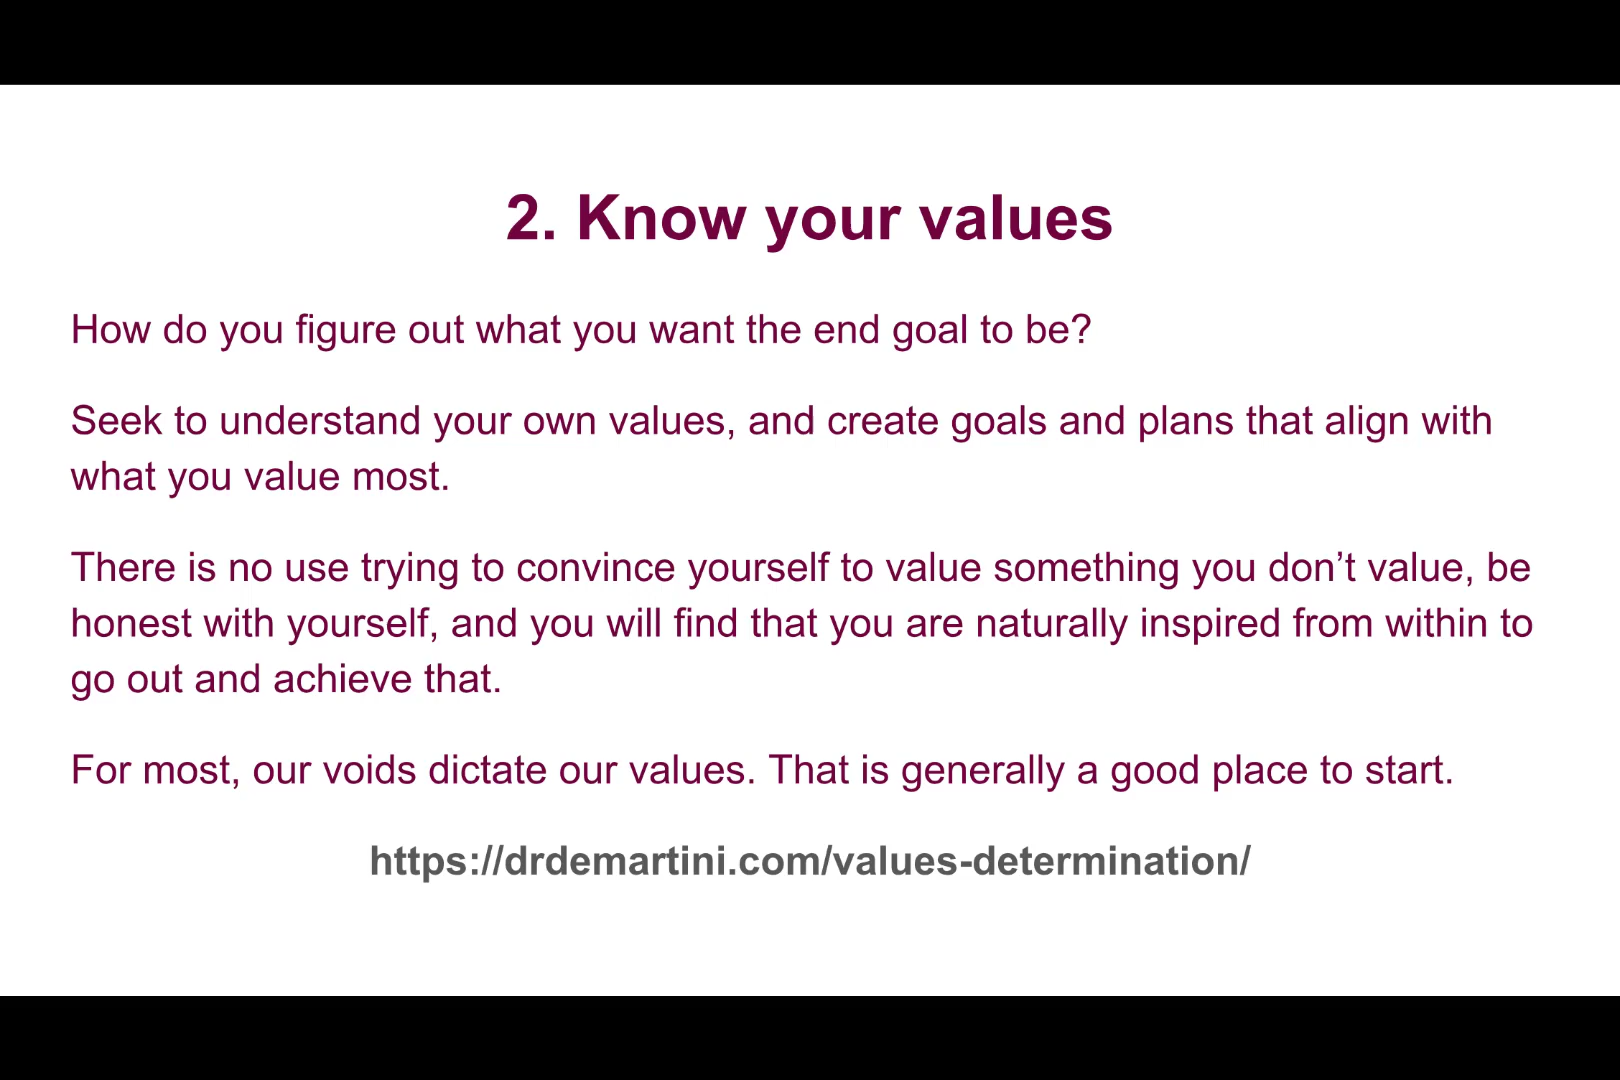 2. Know your values
How do you figure out what you want the end goal to be?
Seek to understand your own values, and create goals and plans that align with
what you value most.
There is no use trying to convince yourself to value something you don’t value, be
honest with yourself, and you will find that you are naturally inspired from within to
go out and achieve that.
For most, our voids dictate our values. That is generally a good place to start.
https://drdemartini.com/values-determination/